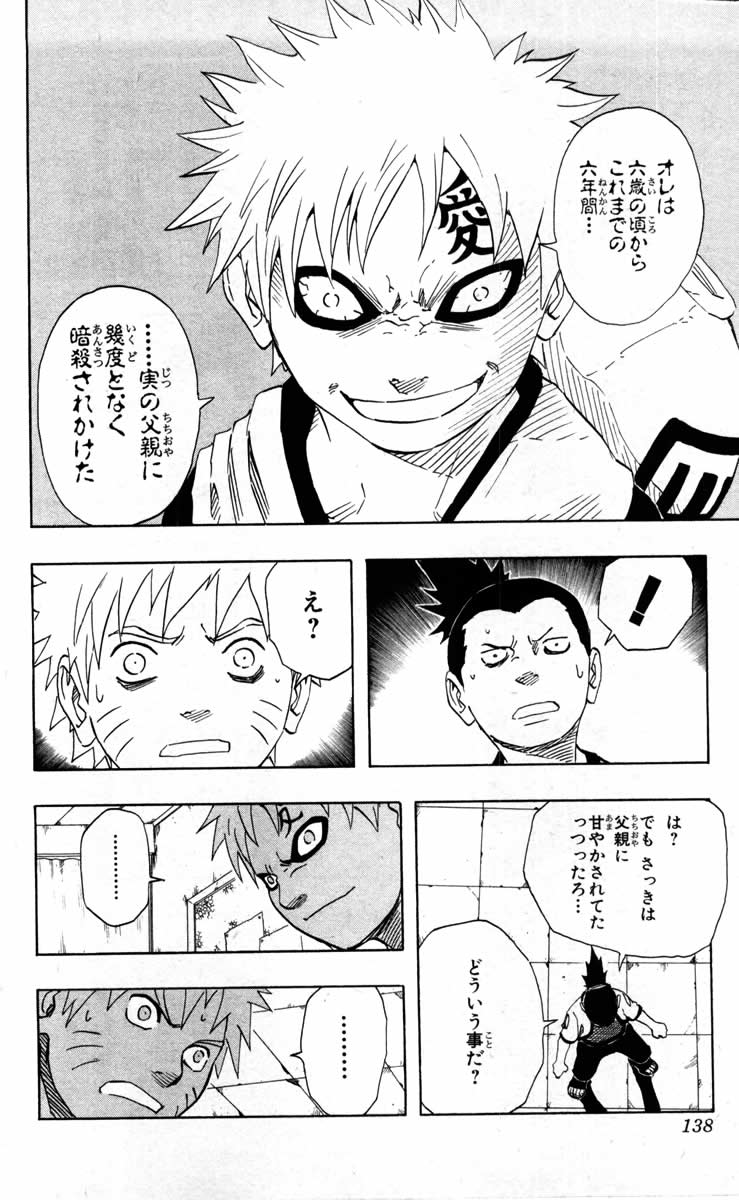 オレは
六歳の頃から
これまでの
六年間…
……実の父親に
幾度となく
暗殺されかけた
愛
!
え?
は?
でも さっきは
父親に
甘やかされてた
っつったろ…
どういう事だ?
………
………
138